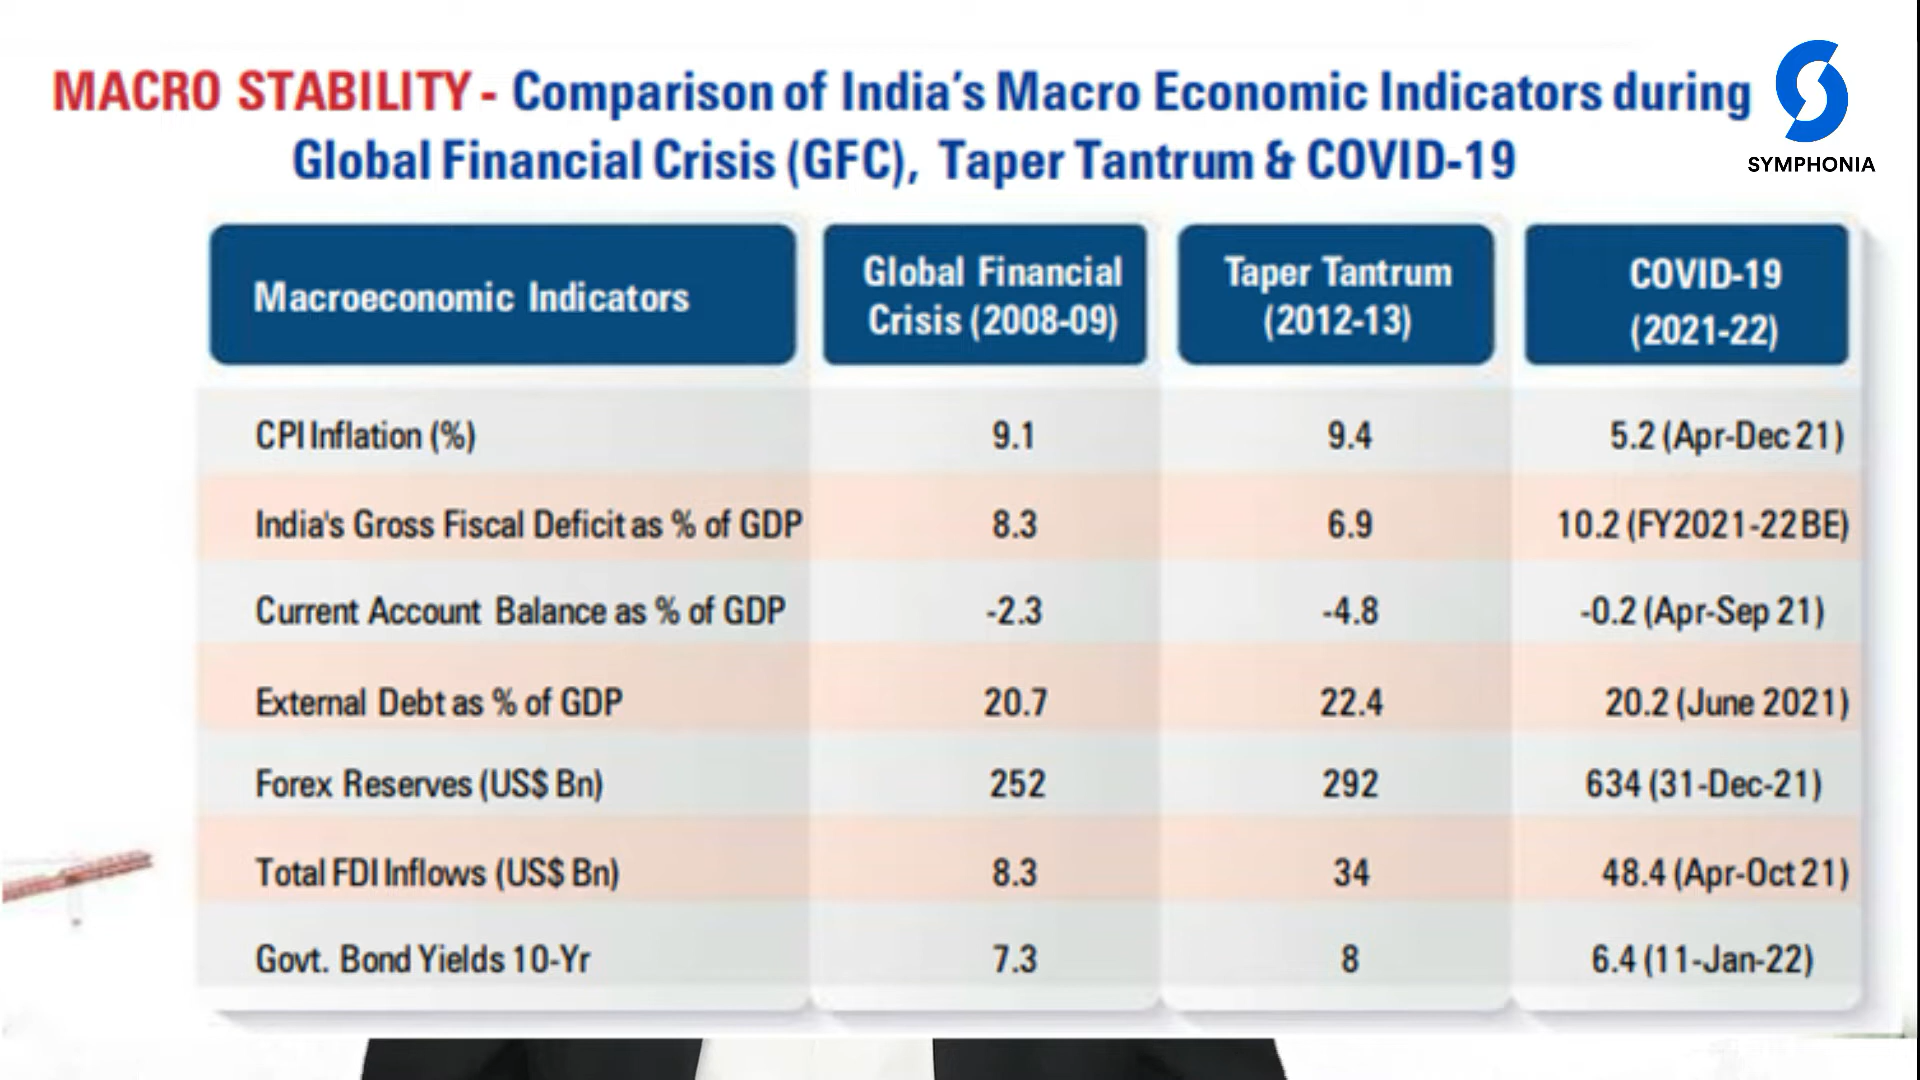 MACRO STABILITY - Comparison of India's Macro Economic Indicators during
Global Financial Crisis (GFC), Taper Tantrum & COVID-19
SYMPHONIA
Macroeconomic Indicators
Global Financial
Crisis (2008-09)
Taper Tantrum
(2012-13)
COVID-19
(2021-22)
CPI Inflation (%) 9.1 9.4 5.2 (Apr-Dec 21)
India's Gross Fiscal Deficit as % of GDP 8.3 6.9 10.2 (FY2021-22 BE)
Current Account Balance as % of GDP -2.3 -4.8 -0.2 (Apr-Sep 21)
External Debt as % of GDP 20.7 22.4 20.2 (June 2021)
Forex Reserves (US$ Bn) 252 292 634 (31-Dec-21)
Total FDI Inflows (US$ Bn) 8.3 34 48.4 (Apr-Oct 21)
Govt. Bond Yields 10-Yr 7.3 8 6.4 (11-Jan-22)